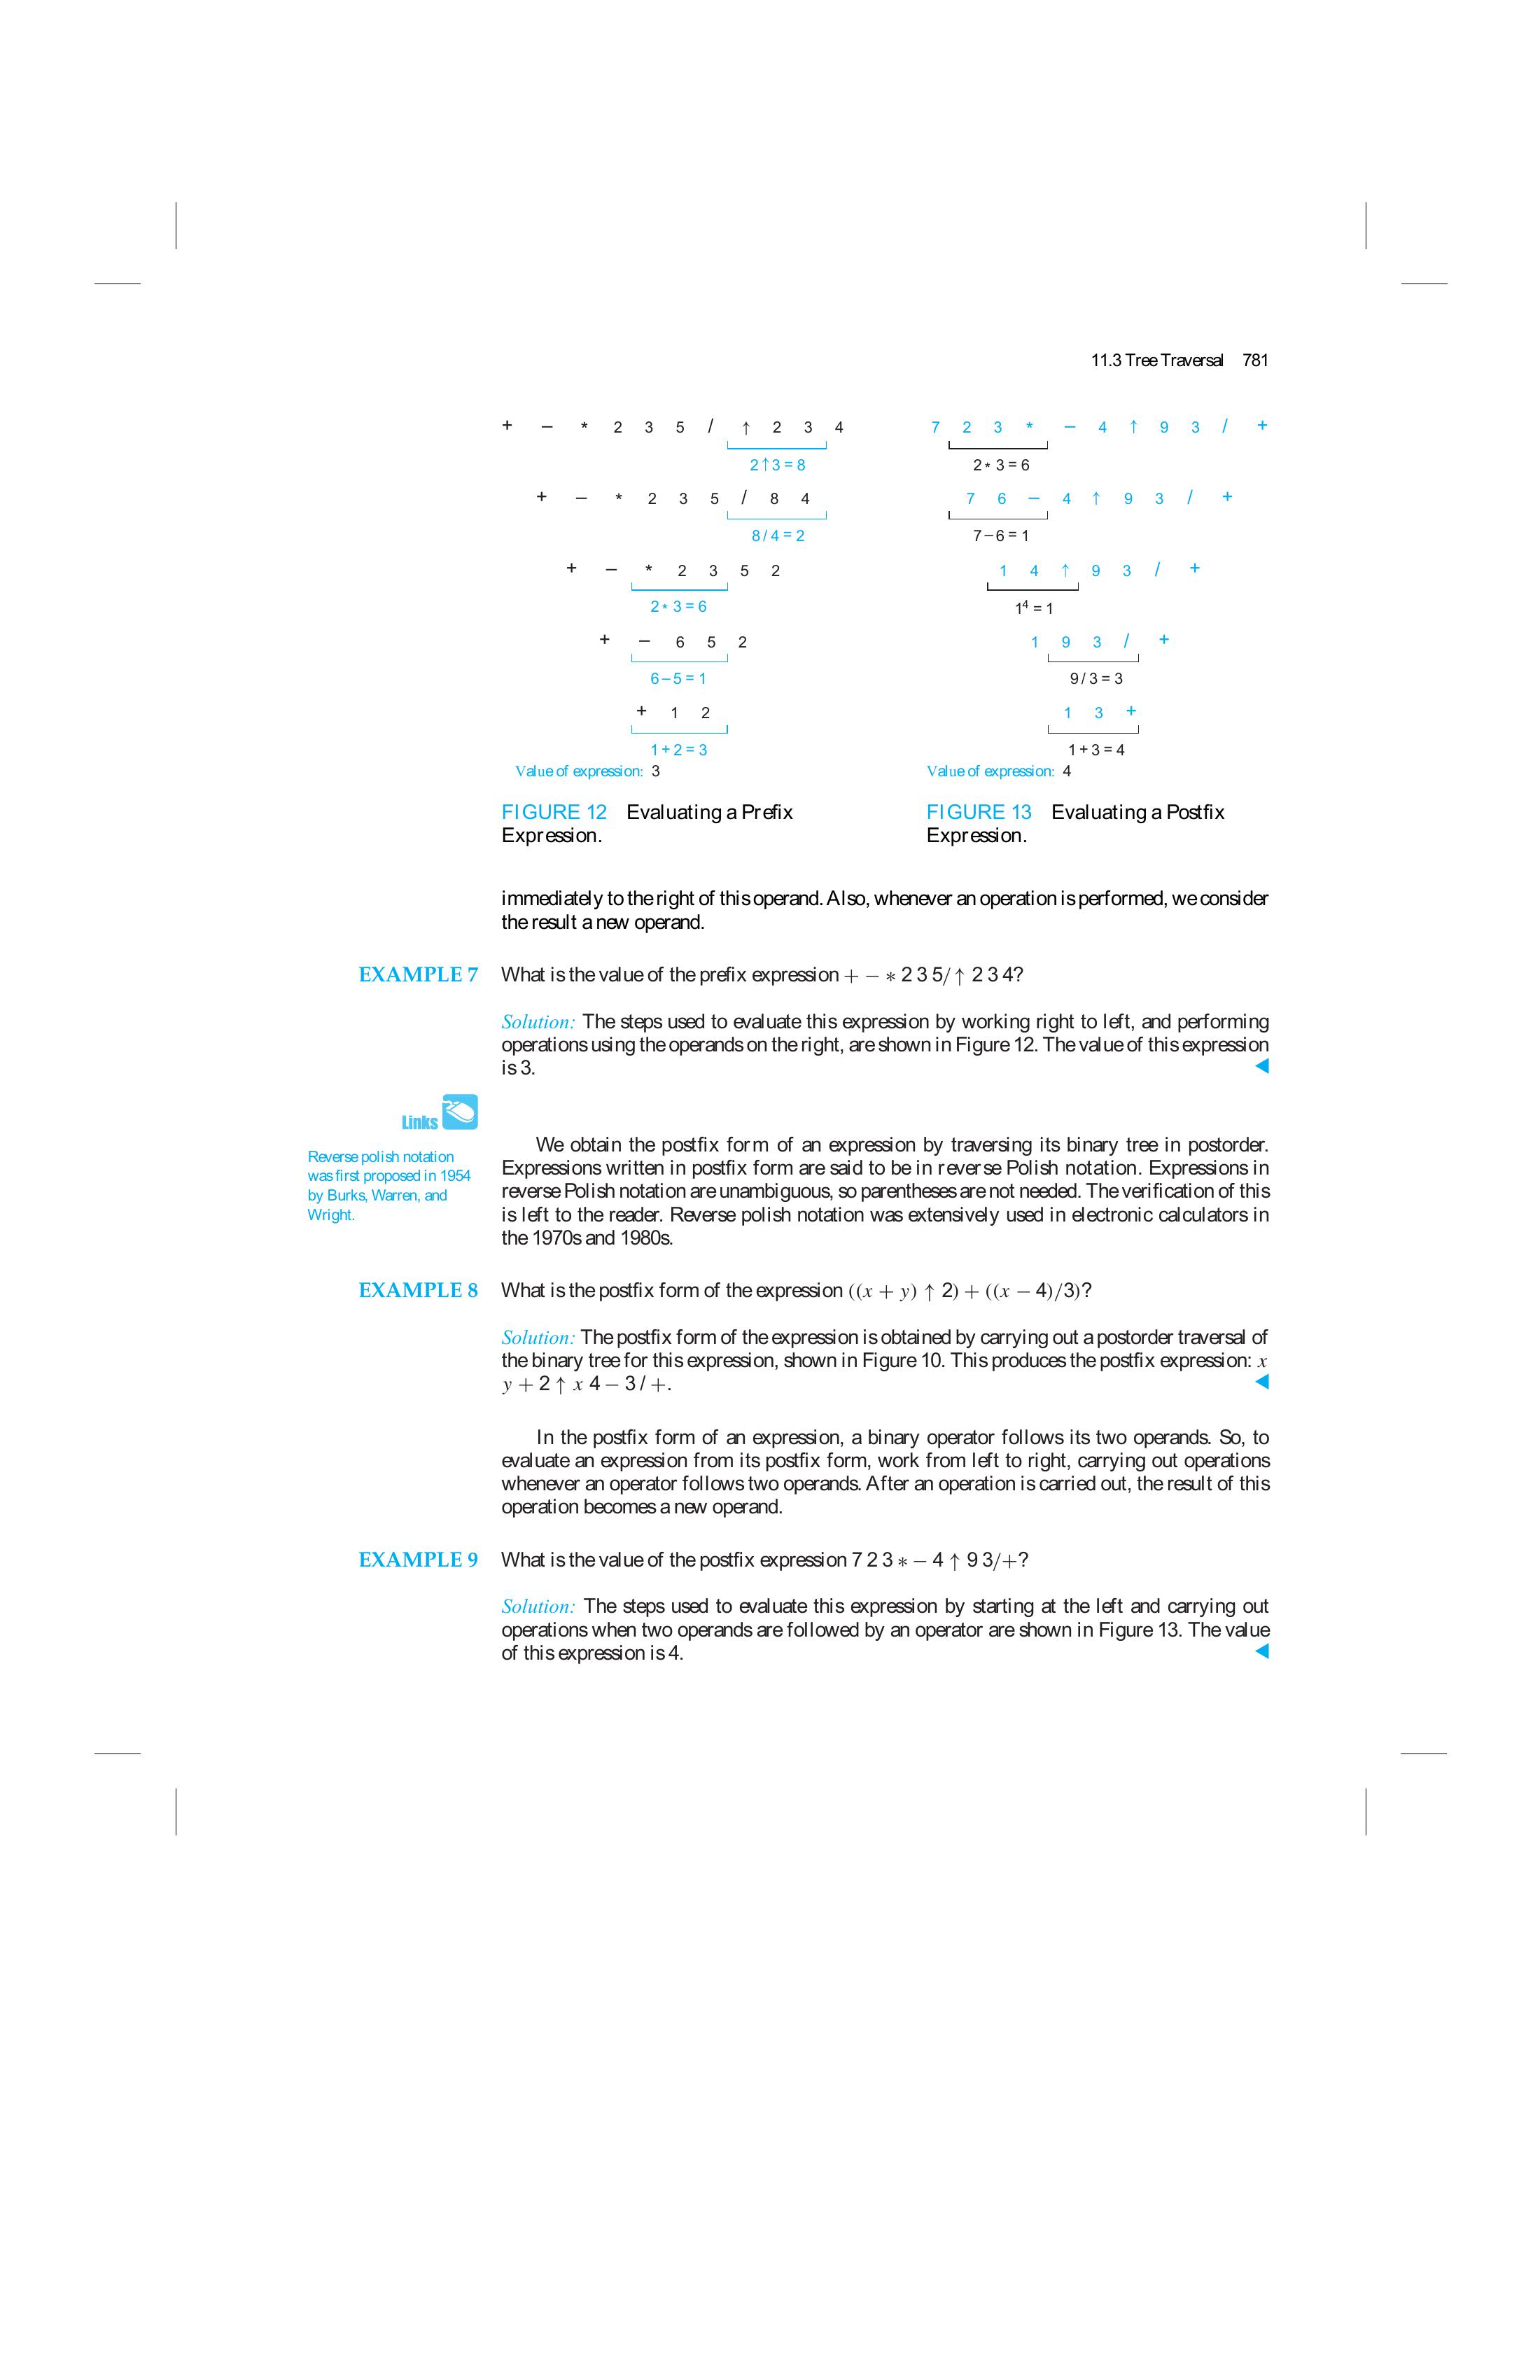 11.3 Tree Traversal 781
+ – * 2 3 5 / ↑ 2 3 4
2 ↑ 3 = 8
+ – * 2 3 5 / 8 4
8 / 4 = 2
+ – * 2 3 5 2
2 * 3 = 6
+ – 6 5 2
6 – 5 = 1
+ 1 2
1 + 2 = 3
Value of expression: 3
FIGURE 12 Evaluating a Prefix
Expression.
7 2 3 * – 4 ↑ 9 3 / +
2 * 3 = 6
7 6 – 4 ↑ 9 3 / +
7 – 6 = 1
1 4 ↑ 9 3 / +
1⁴ = 1
1 9 3 / +
9 / 3 = 3
1 3 +
1 + 3 = 4
Value of expression: 4
FIGURE 13 Evaluating a Postfix
Expression.
immediately to the right of this operand. Also, whenever an operation is performed, we consider
the result a new operand.
EXAMPLE 7 What is the value of the prefix expression + − ∗ 2 3 5/ ↑ 2 3 4?
Solution: The steps used to evaluate this expression by working right to left, and performing
operations using the operands on the right, are shown in Figure 12. The value of this expression
is 3.
Links
Reverse polish notation
was first proposed in 1954
by Burks, Warren, and
Wright.
We obtain the postfix form of an expression by traversing its binary tree in postorder.
Expressions written in postfix form are said to be in reverse Polish notation. Expressions in
reverse Polish notation are unambiguous, so parentheses are not needed. The verification of this
is left to the reader. Reverse polish notation was extensively used in electronic calculators in
the 1970s and 1980s.
EXAMPLE 8 What is the postfix form of the expression ((x + y) ↑ 2) + ((x − 4)/3)?
Solution: The postfix form of the expression is obtained by carrying out a postorder traversal of
the binary tree for this expression, shown in Figure 10. This produces the postfix expression: x
y + 2 ↑ x 4 − 3 / +.
In the postfix form of an expression, a binary operator follows its two operands. So, to
evaluate an expression from its postfix form, work from left to right, carrying out operations
whenever an operator follows two operands. After an operation is carried out, the result of this
operation becomes a new operand.
EXAMPLE 9 What is the value of the postfix expression 7 2 3 ∗ − 4 ↑ 9 3/+?
Solution: The steps used to evaluate this expression by starting at the left and carrying out
operations when two operands are followed by an operator are shown in Figure 13. The value
of this expression is 4.